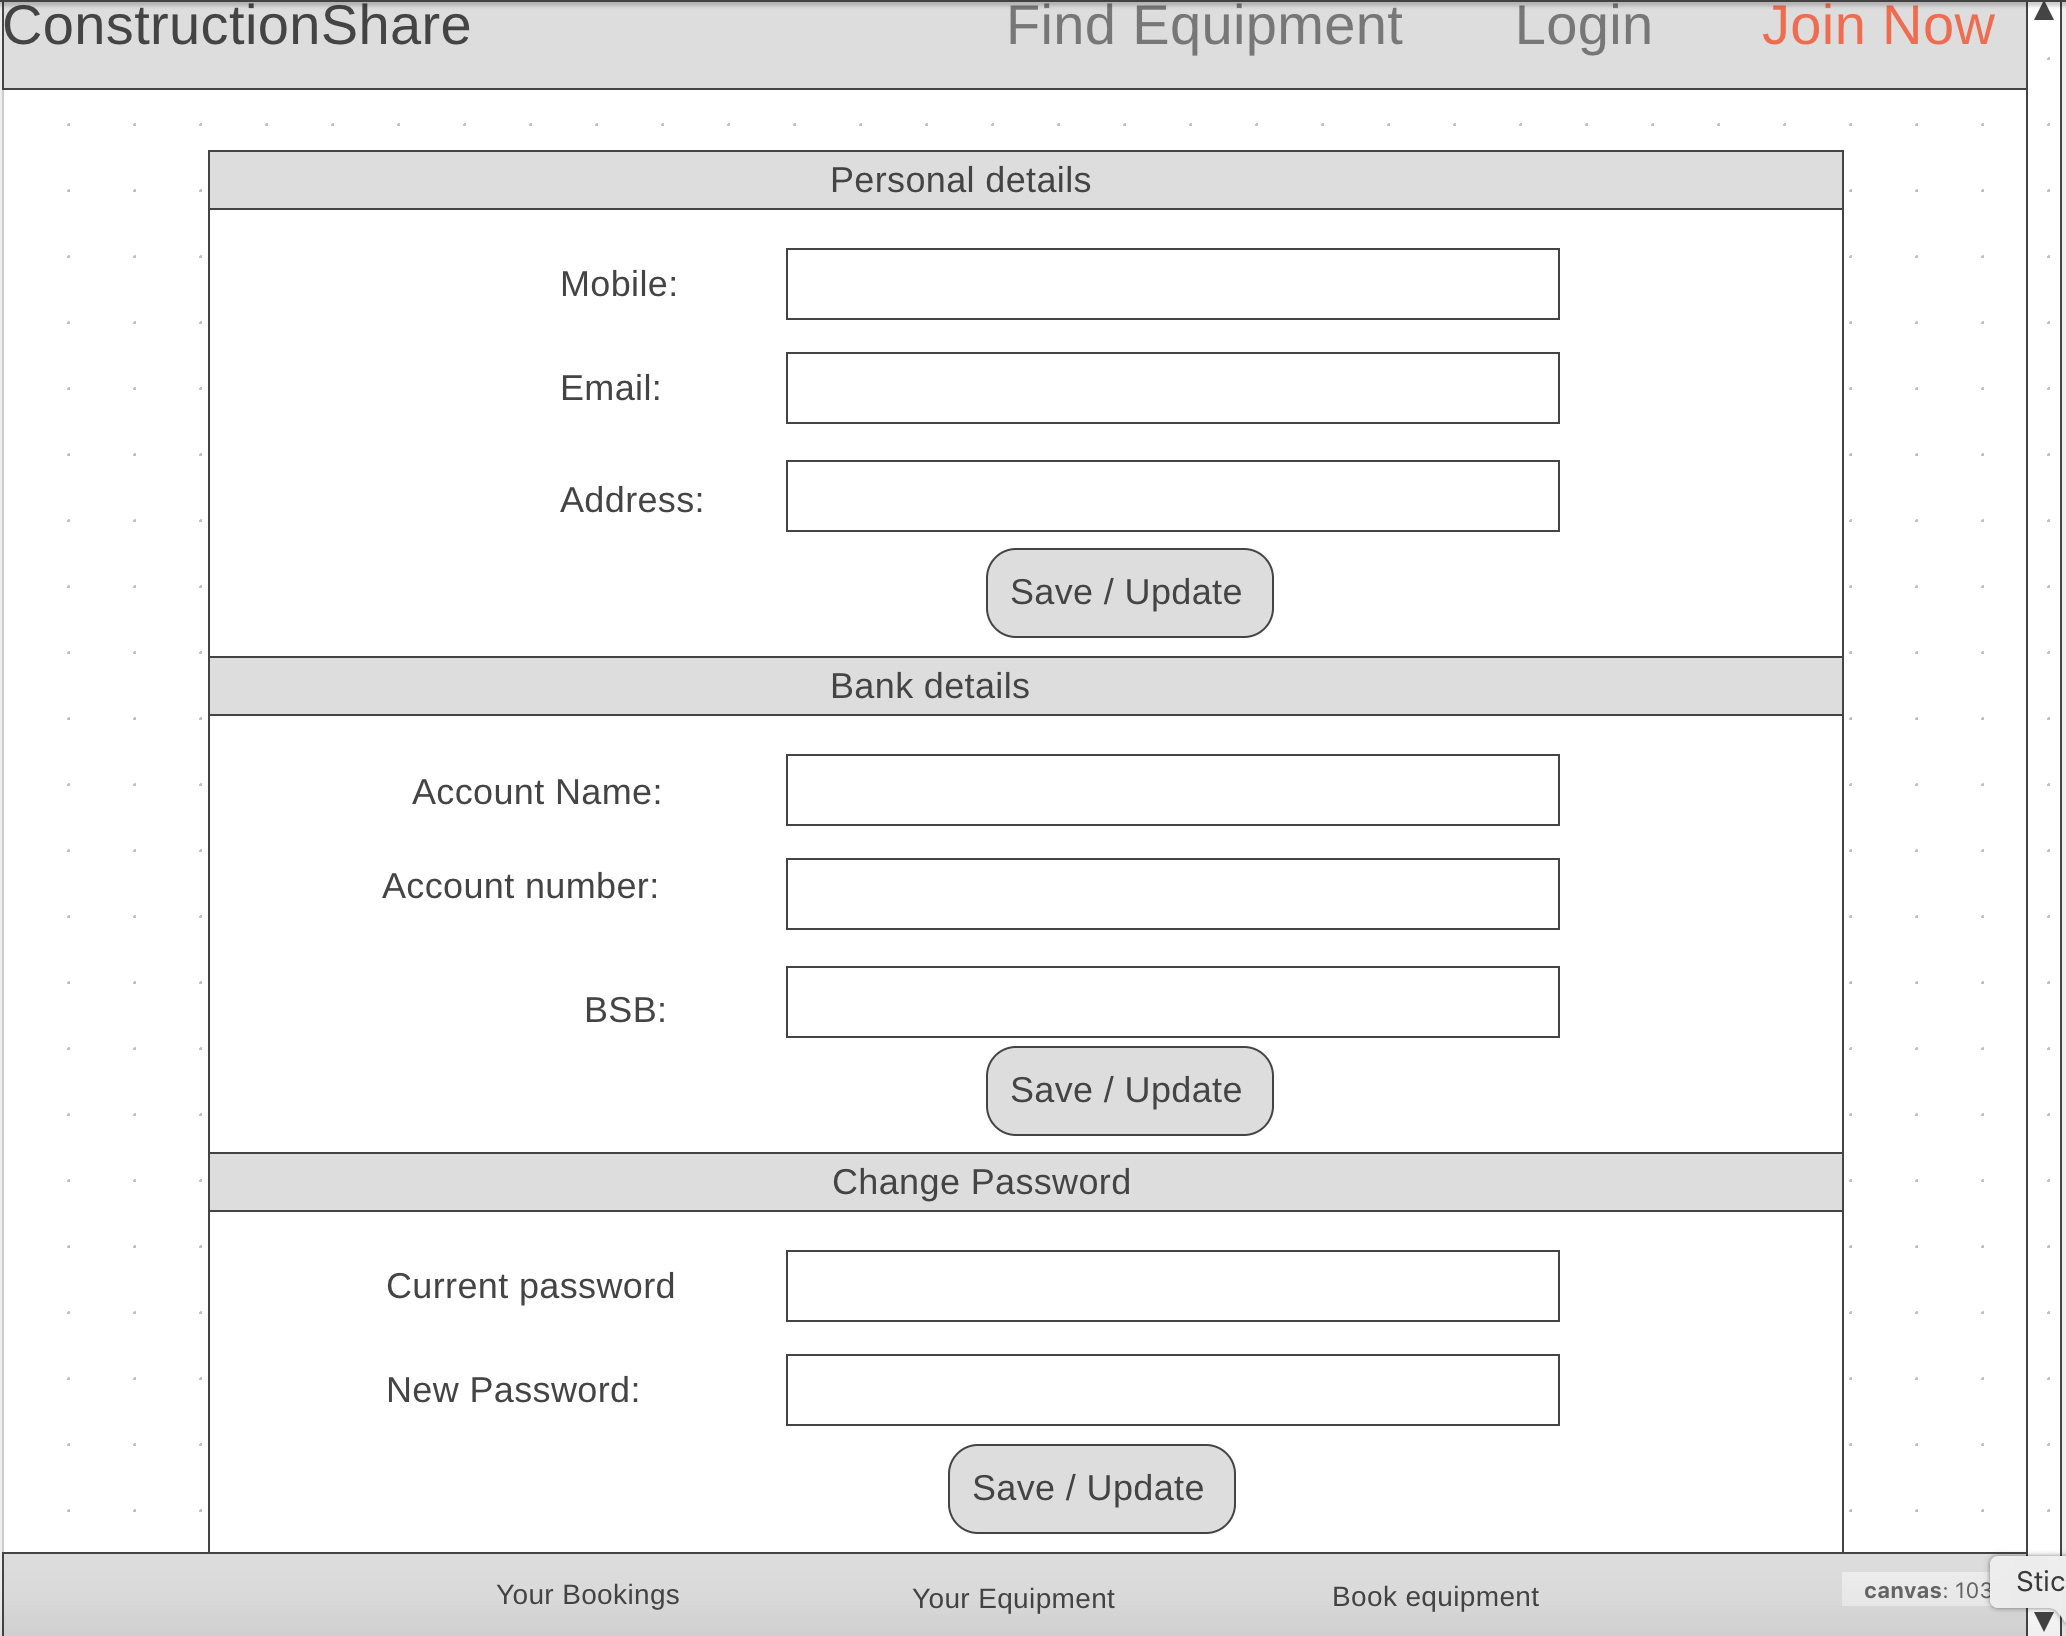 ConstructionShare Find Equipment Login Join Now
Personal details
Mobile:
Email:
Address:
Save / Update
Bank details
Account Name:
Account number:
BSB:
Save / Update
Change Password
Current password
New Password:
Save / Update
Your Bookings Your Equipment Book equipment canvas: 103 Stic